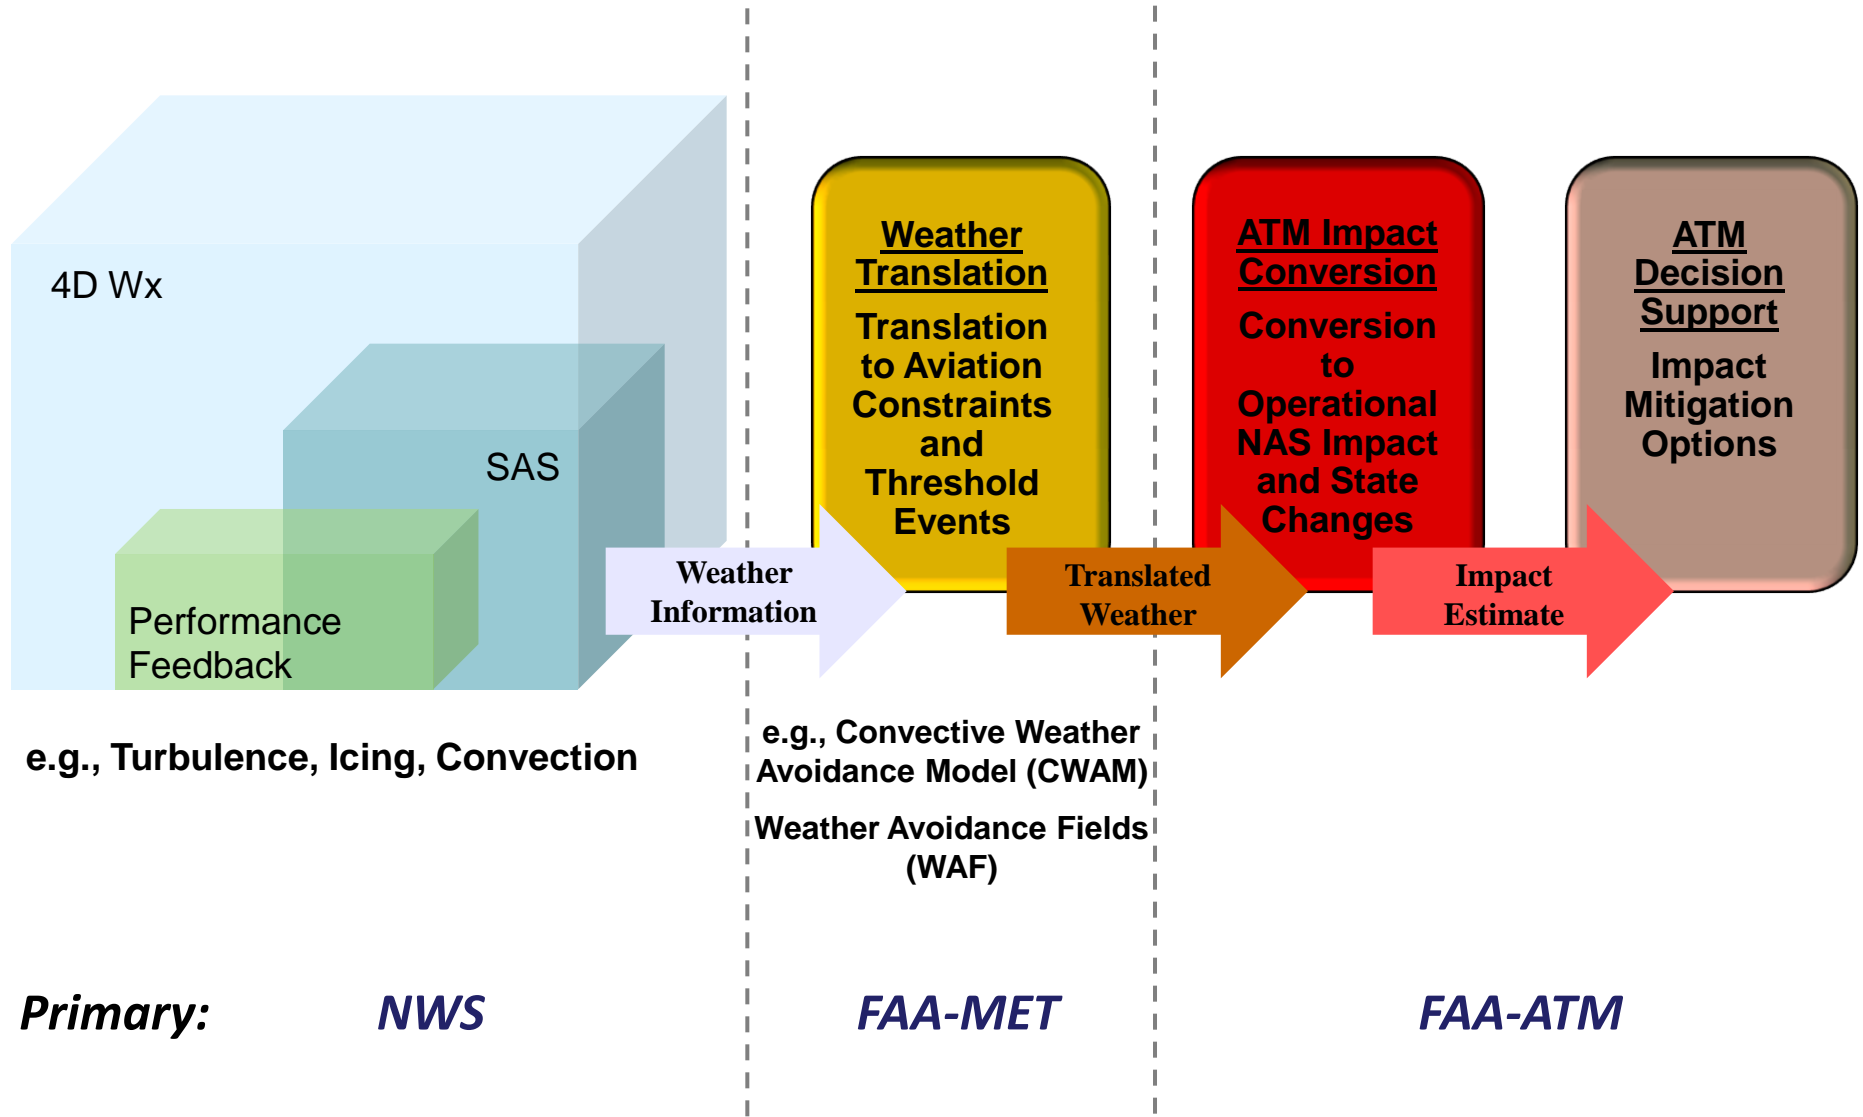 4D Wx
SAS
Performance
Feedback
e.g., Turbulence, Icing, Convection
Weather
Information
Weather
Translation
Translation
to Aviation
Constraints
and
Threshold
Events
Translated
Weather
e.g., Convective Weather
Avoidance Model (CWAM)
Weather Avoidance Fields
(WAF)
ATM Impact
Conversion
Conversion
to
Operational
NAS Impact
and State
Changes
Impact
Estimate
ATM
Decision
Support
Impact
Mitigation
Options
Primary:
NWS
FAA-MET
FAA-ATM